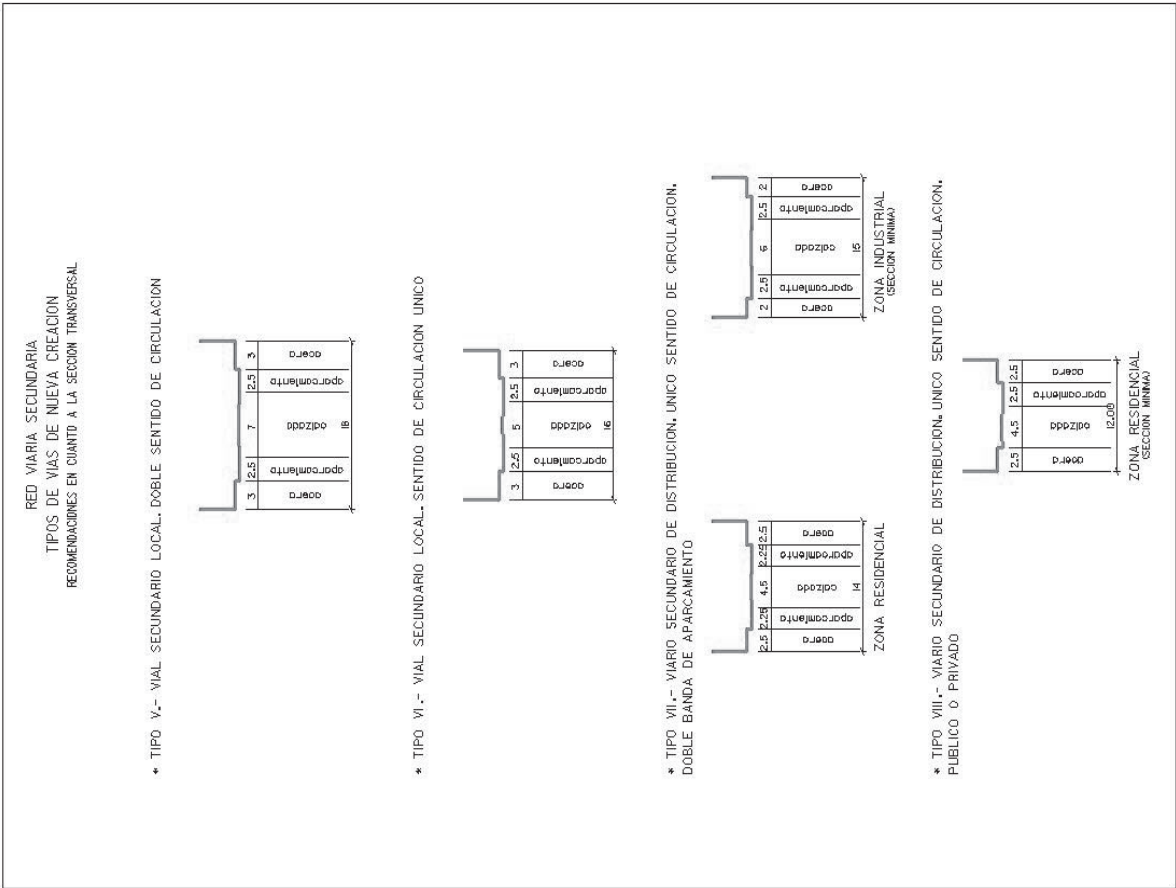 RED VIARIA SECUNDARIA
TIPOS DE VIAS DE NUEVA CREACION
RECOMENDACIONES EN CUANTO A LA SECCION TRANSVERSAL
* TIPO V.- VIAL SECUNDARIO LOCAL. DOBLE SENTIDO DE CIRCULACION
3 2.5 7 2.5 3
acera aparcamiento calzada aparcamiento acera
18
* TIPO VI.- VIAL SECUNDARIO LOCAL. SENTIDO DE CIRCULACION UNICO
3 2.5 5 2.5 3
acera aparcamiento calzada aparcamiento acera
16
* TIPO VII.- VIARIO SECUNDARIO DE DISTRIBUCION. UNICO SENTIDO DE CIRCULACION.
DOBLE BANDA DE APARCAMIENTO
2.5 2.25 4.5 2.25 2.5
acera aparcamiento calzada aparcamiento acera
14
ZONA RESIDENCIAL
2 2.5 6 2.5 2
acera aparcamiento calzada aparcamiento acera
15
ZONA INDUSTRIAL
(SECCION MINIMA)
* TIPO VIII.- VIARIO SECUNDARIO DE DISTRIBUCION. UNICO SENTIDO DE CIRCULACION.
PUBLICO O PRIVADO
2.5 4.5 2.5 2.5
acera calzada aparcamiento acera
12.00
ZONA RESIDENCIAL
(SECCION MINIMA)